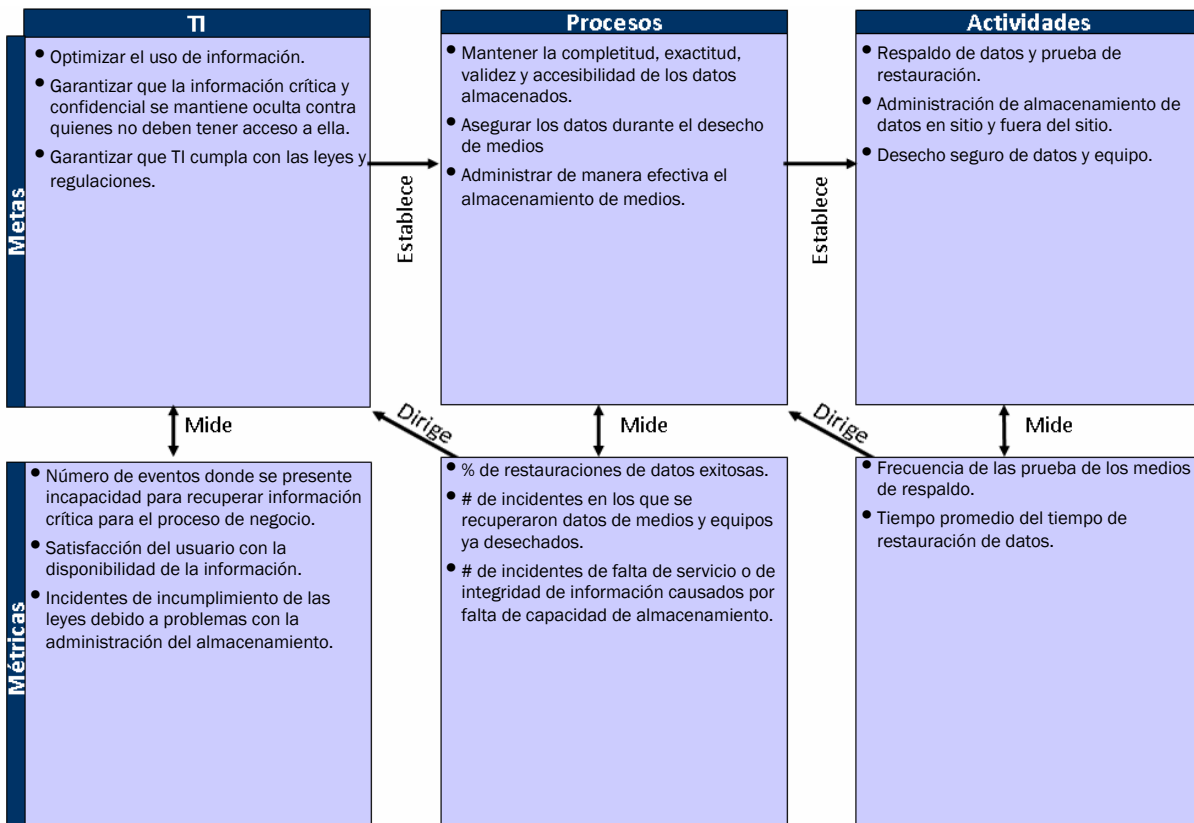 TI
Procesos
Actividades
Metas
• Optimizar el uso de información.
• Garantizar que la información crítica y
confidencial se mantiene oculta contra
quienes no deben tener acceso a ella.
• Garantizar que TI cumpla con las leyes y
regulaciones.
Establece
• Mantener la completitud, exactitud,
validez y accesibilidad de los datos
almacenados.
• Asegurar los datos durante el desecho
de medios
• Administrar de manera efectiva el
almacenamiento de medios.
Establece
• Respaldo de datos y prueba de
restauración.
• Administración de almacenamiento de
datos en sitio y fuera del sitio.
• Desecho seguro de datos y equipo.
Mide
Dirige
Mide
Dirige
Mide
Métricas
• Número de eventos donde se presente
incapacidad para recuperar información
crítica para el proceso de negocio.
• Satisfacción del usuario con la
disponibilidad de la información.
• Incidentes de incumplimiento de las
leyes debido a problemas con la
administración del almacenamiento.
• % de restauraciones de datos exitosas.
• # de incidentes en los que se
recuperaron datos de medios y equipos
ya desechados.
• # de incidentes de falta de servicio o de
integridad de información causados por
falta de capacidad de almacenamiento.
• Frecuencia de las prueba de los medios
de respaldo.
• Tiempo promedio del tiempo de
restauración de datos.